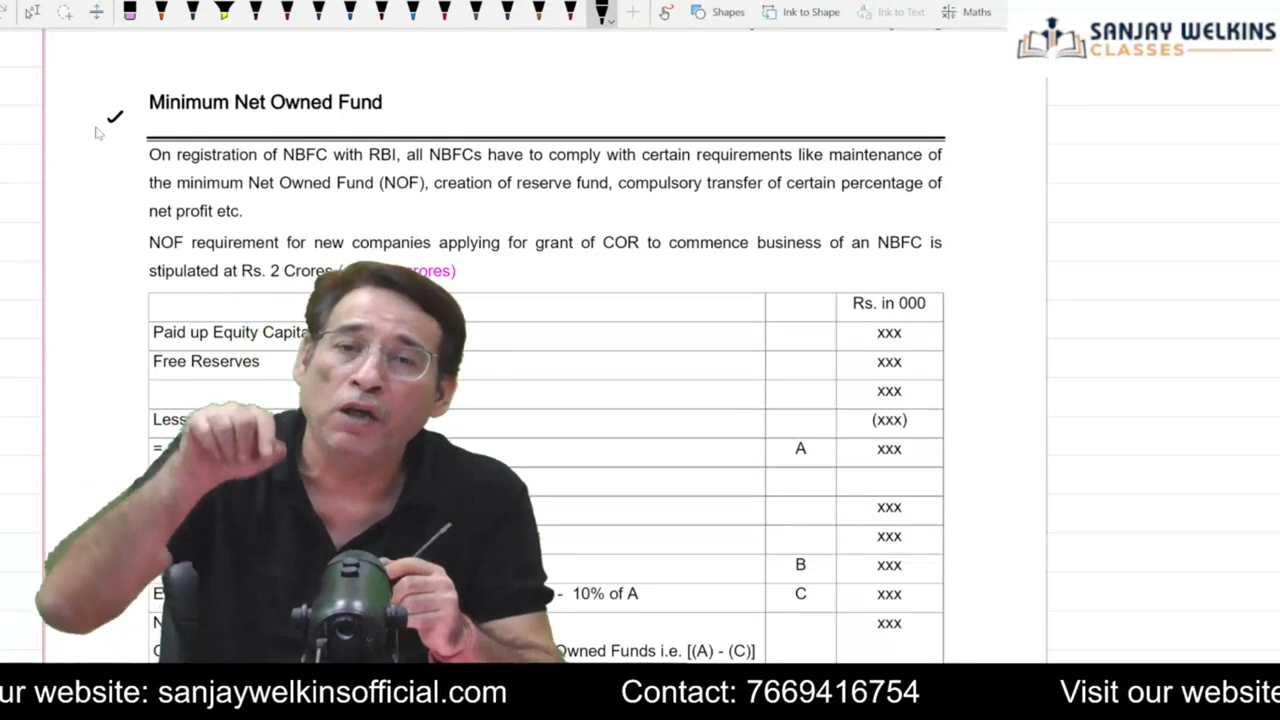 Shapes
Ink to Shape
Ink to Text
Maths
SANJAY WELKINS
CLASSES
Minimum Net Owned Fund
On registration of NBFC with RBI, all NBFCs have to comply with certain requirements like maintenance of
the minimum Net Owned Fund (NOF), creation of reserve fund, compulsory transfer of certain percentage of
net profit etc.
NOF requirement for new companies applying for grant of COR to commence business of an NBFC is
stipulated at Rs. 2 Crores
Rs. in 000
Paid up Equity xxx
Free Reserves xxx
xxx
Less (xxx)
= A xxx
xxx
xxx
B xxx
- 10% of A C xxx
xxx
Owned Funds i.e. [(A) - (C)]
website: sanjaywelkinsofficial.com Contact: 7669416754 Visit our website